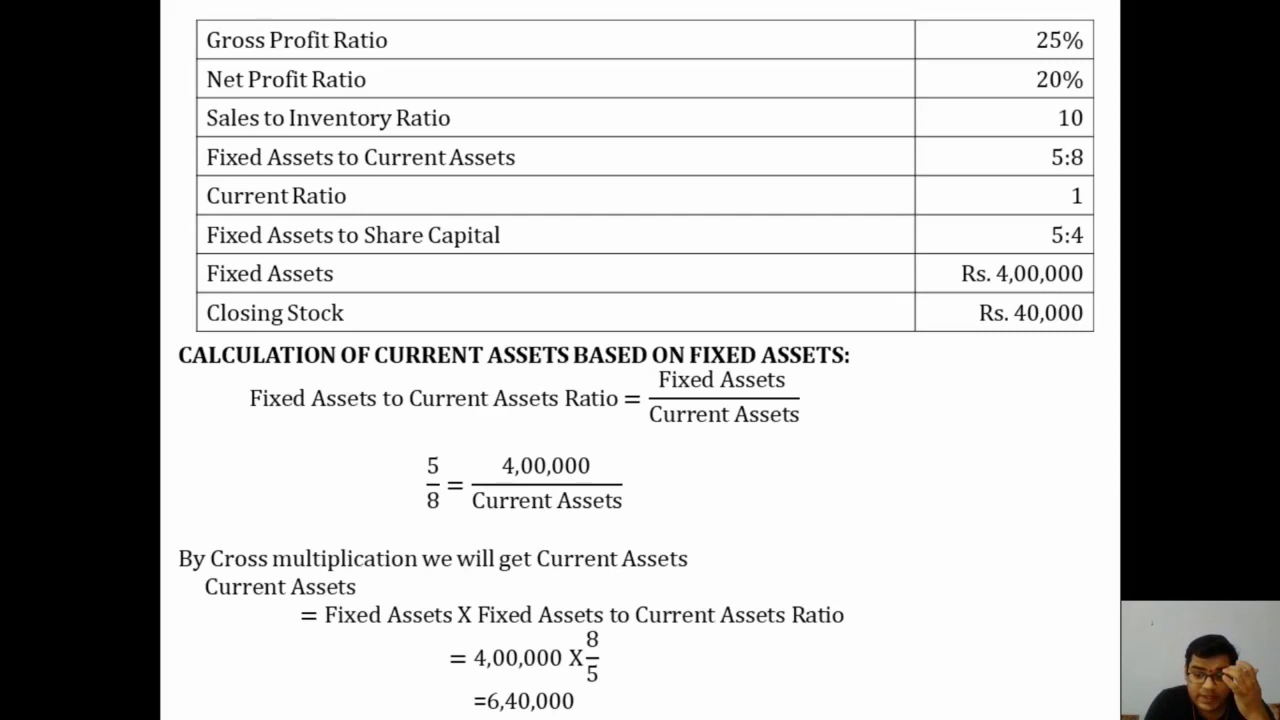 Gross Profit Ratio 25%
Net Profit Ratio 20%
Sales to Inventory Ratio 10
Fixed Assets to Current Assets 5:8
Current Ratio 1
Fixed Assets to Share Capital 5:4
Fixed Assets Rs. 4,00,000
Closing Stock Rs. 40,000
CALCULATION OF CURRENT ASSETS BASED ON FIXED ASSETS:
Fixed Assets to Current Assets Ratio = Fixed Assets / Current Assets
5/8 = 4,00,000 / Current Assets
By Cross multiplication we will get Current Assets
Current Assets
= Fixed Assets X Fixed Assets to Current Assets Ratio
= 4,00,000 X 8/5
=6,40,000